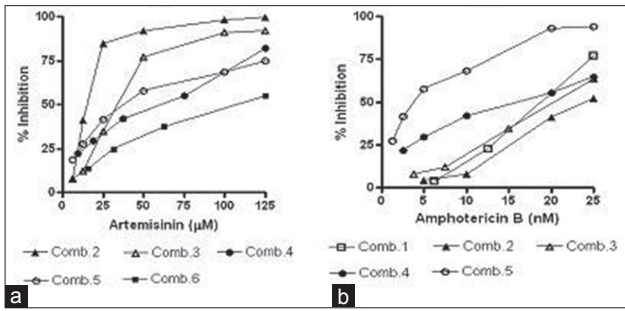 100
75
50
25
0
% Inhibition
0 25 50 75 100 125
Artemisinin (μM)
Comb.2 Comb.3 Comb.4
Comb.5 Comb.6
a
100
75
50
25
0
% Inhibition
0 5 10 15 20 25
Amphotericin B (nM)
Comb.1 Comb.2 Comb.3
Comb.4 Comb.5
b